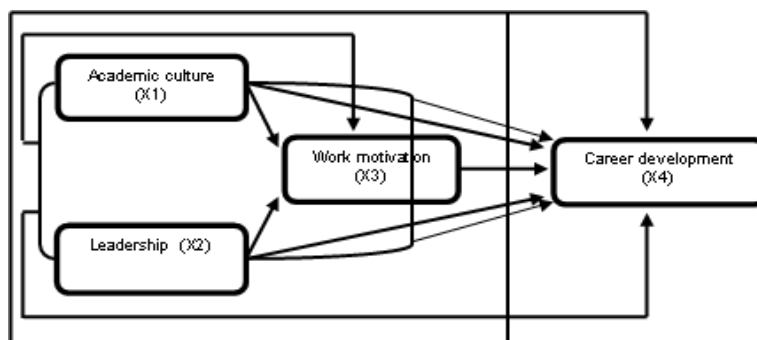 Academic culture
(X1)
Work motivation
(X3)
Career development
(X4)
Leadership (X2)